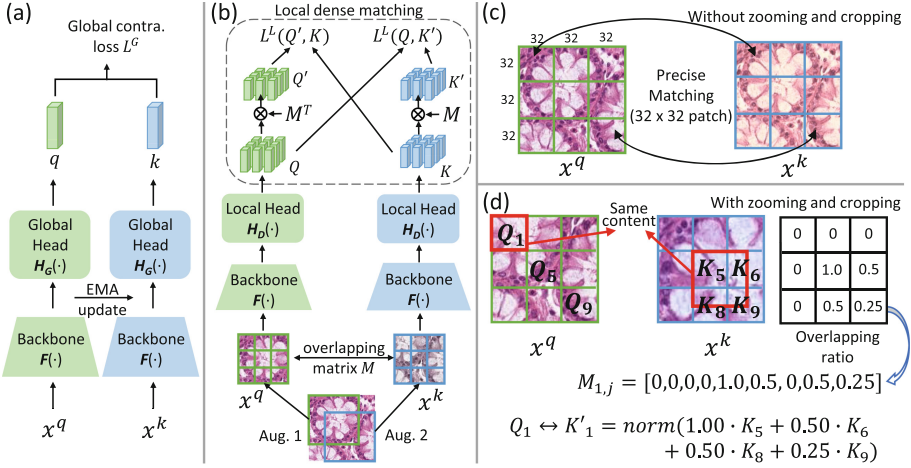 (a)
Global contra.
loss L^G
q
k
Global
Head
H_G(·)
Global
Head
H_G(·)
EMA
update
Backbone
F(·)
Backbone
F(·)
x^q
x^k
(b)
Local dense matching
L^L(Q′, K)
L^L(Q, K′)
Q′
K′
⊗
M^T
⊗
M
Q
K
Local Head
H_D(·)
Local Head
H_D(·)
Backbone
F(·)
Backbone
F(·)
overlapping
matrix M
x^q
x^k
Aug. 1
Aug. 2
(c)
Without zooming and cropping
32 32 32
32
32
32
Precise
Matching
(32 x 32 patch)
x^q
x^k
(d)
With zooming and cropping
Same
content
Q_1
Q_5
Q_9
K_5 K_6
K_8 K_9
0 0 0
0 1.0 0.5
0 0.5 0.25
x^q
x^k
Overlapping
ratio
M_{1,j} = [0,0,0,0,1.0,0.5, 0,0.5,0.25]
Q_1 ↔ K′_1 = norm(1.00 · K_5 + 0.50 · K_6
+ 0.50 · K_8 + 0.25 · K_9)